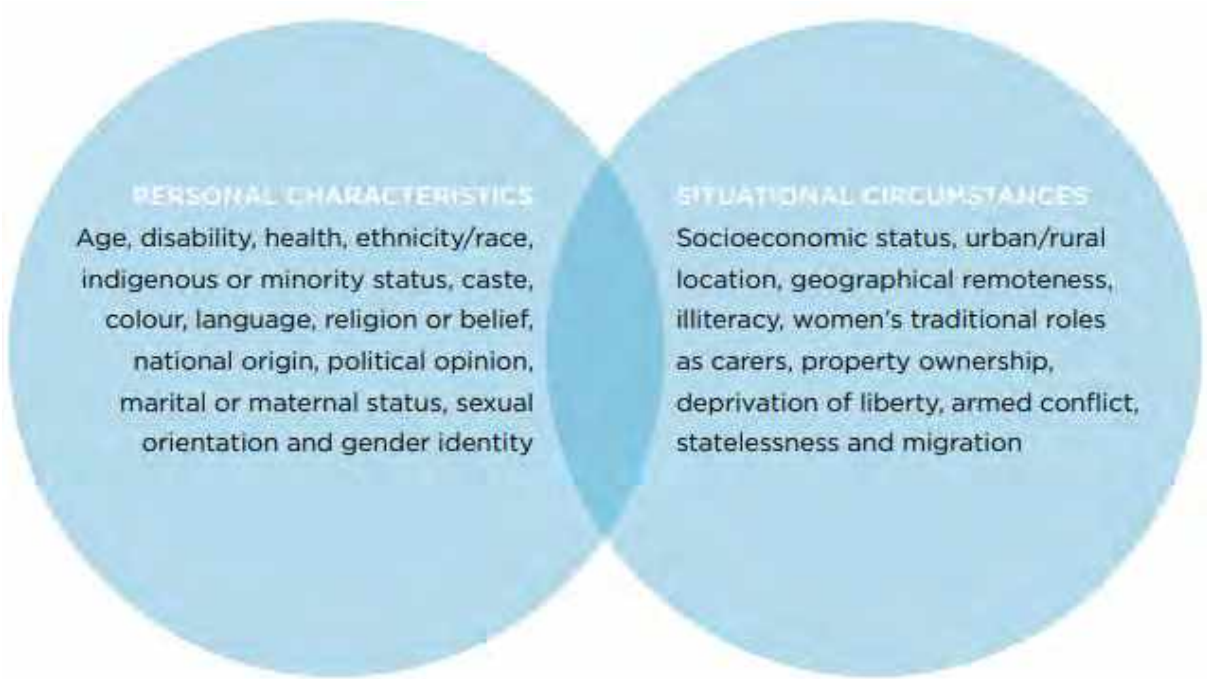 PERSONAL CHARACTERISTICS
Age, disability, health, ethnicity/race,
indigenous or minority status, caste,
colour, language, religion or belief,
national origin, political opinion,
marital or maternal status, sexual
orientation and gender identity
SITUATIONAL CIRCUMSTANCES
Socioeconomic status, urban/rural
location, geographical remoteness,
illiteracy, women's traditional roles
as carers, property ownership,
deprivation of liberty, armed conflict,
statelessness and migration